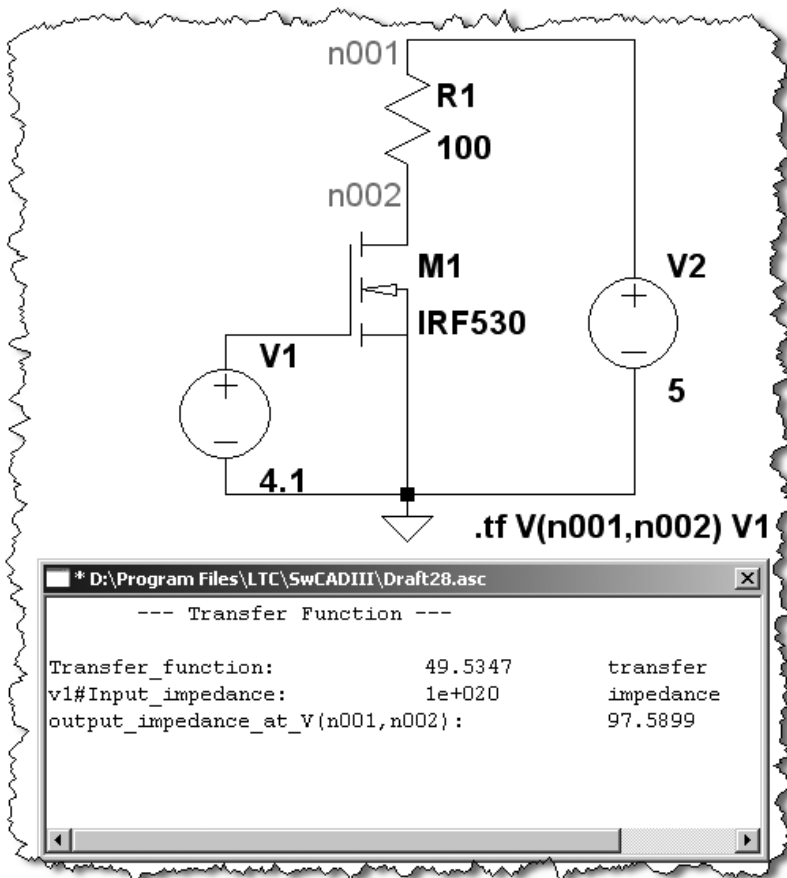 n001
R1
100
n002
M1
IRF530
V2
5
V1
4.1
.tf V(n001,n002) V1
* D:\Program Files\LTC\SwCADIII\Draft28.asc
--- Transfer Function ---
Transfer_function: 49.5347 transfer
v1#Input_impedance: 1e+020 impedance
output_impedance_at_V(n001,n002): 97.5899